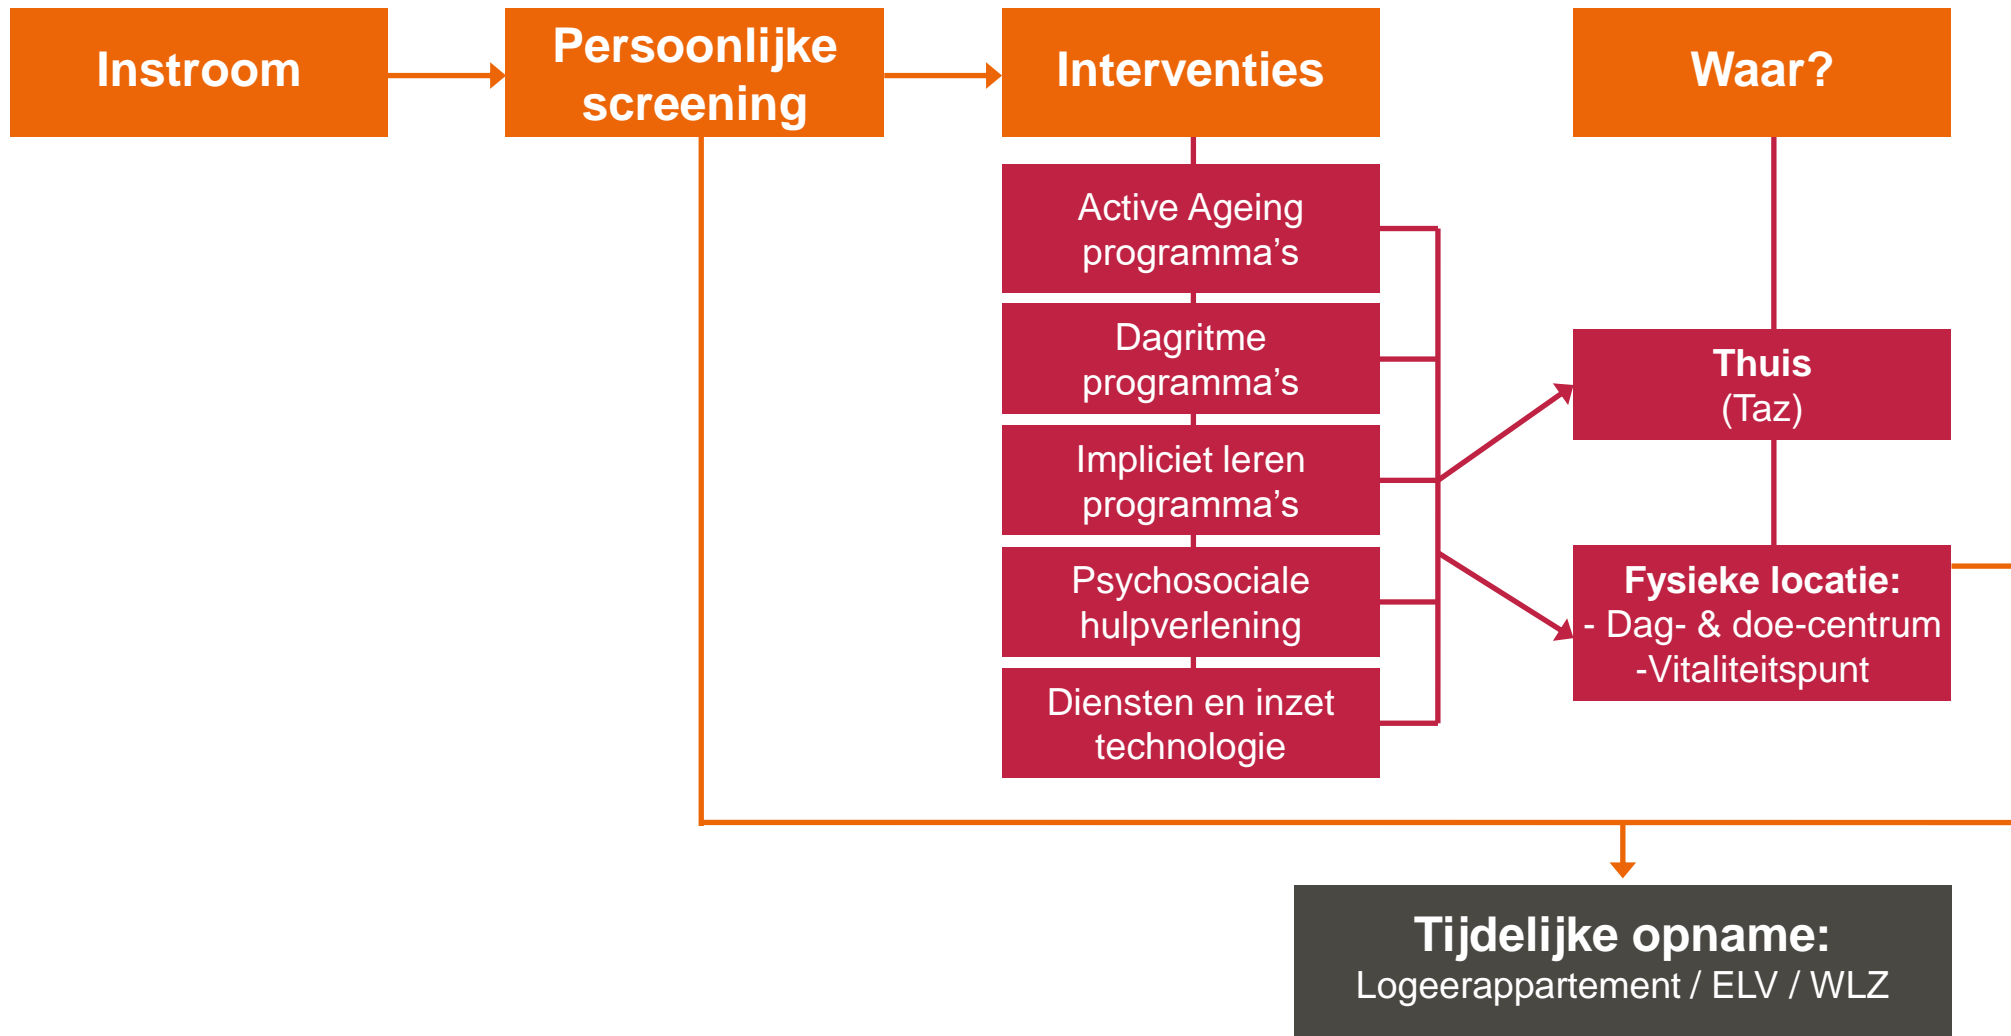 Instroom
Persoonlijke
screening
Interventies
Waar?
Active Ageing
programma’s
Dagritme
programma’s
Impliciet leren
programma’s
Psychosociale
hulpverlening
Diensten en inzet
technologie
Thuis
(Taz)
Fysieke locatie:
- Dag- & doe-centrum
-Vitaliteitspunt
Tijdelijke opname:
Logeerappartement / ELV / WLZ